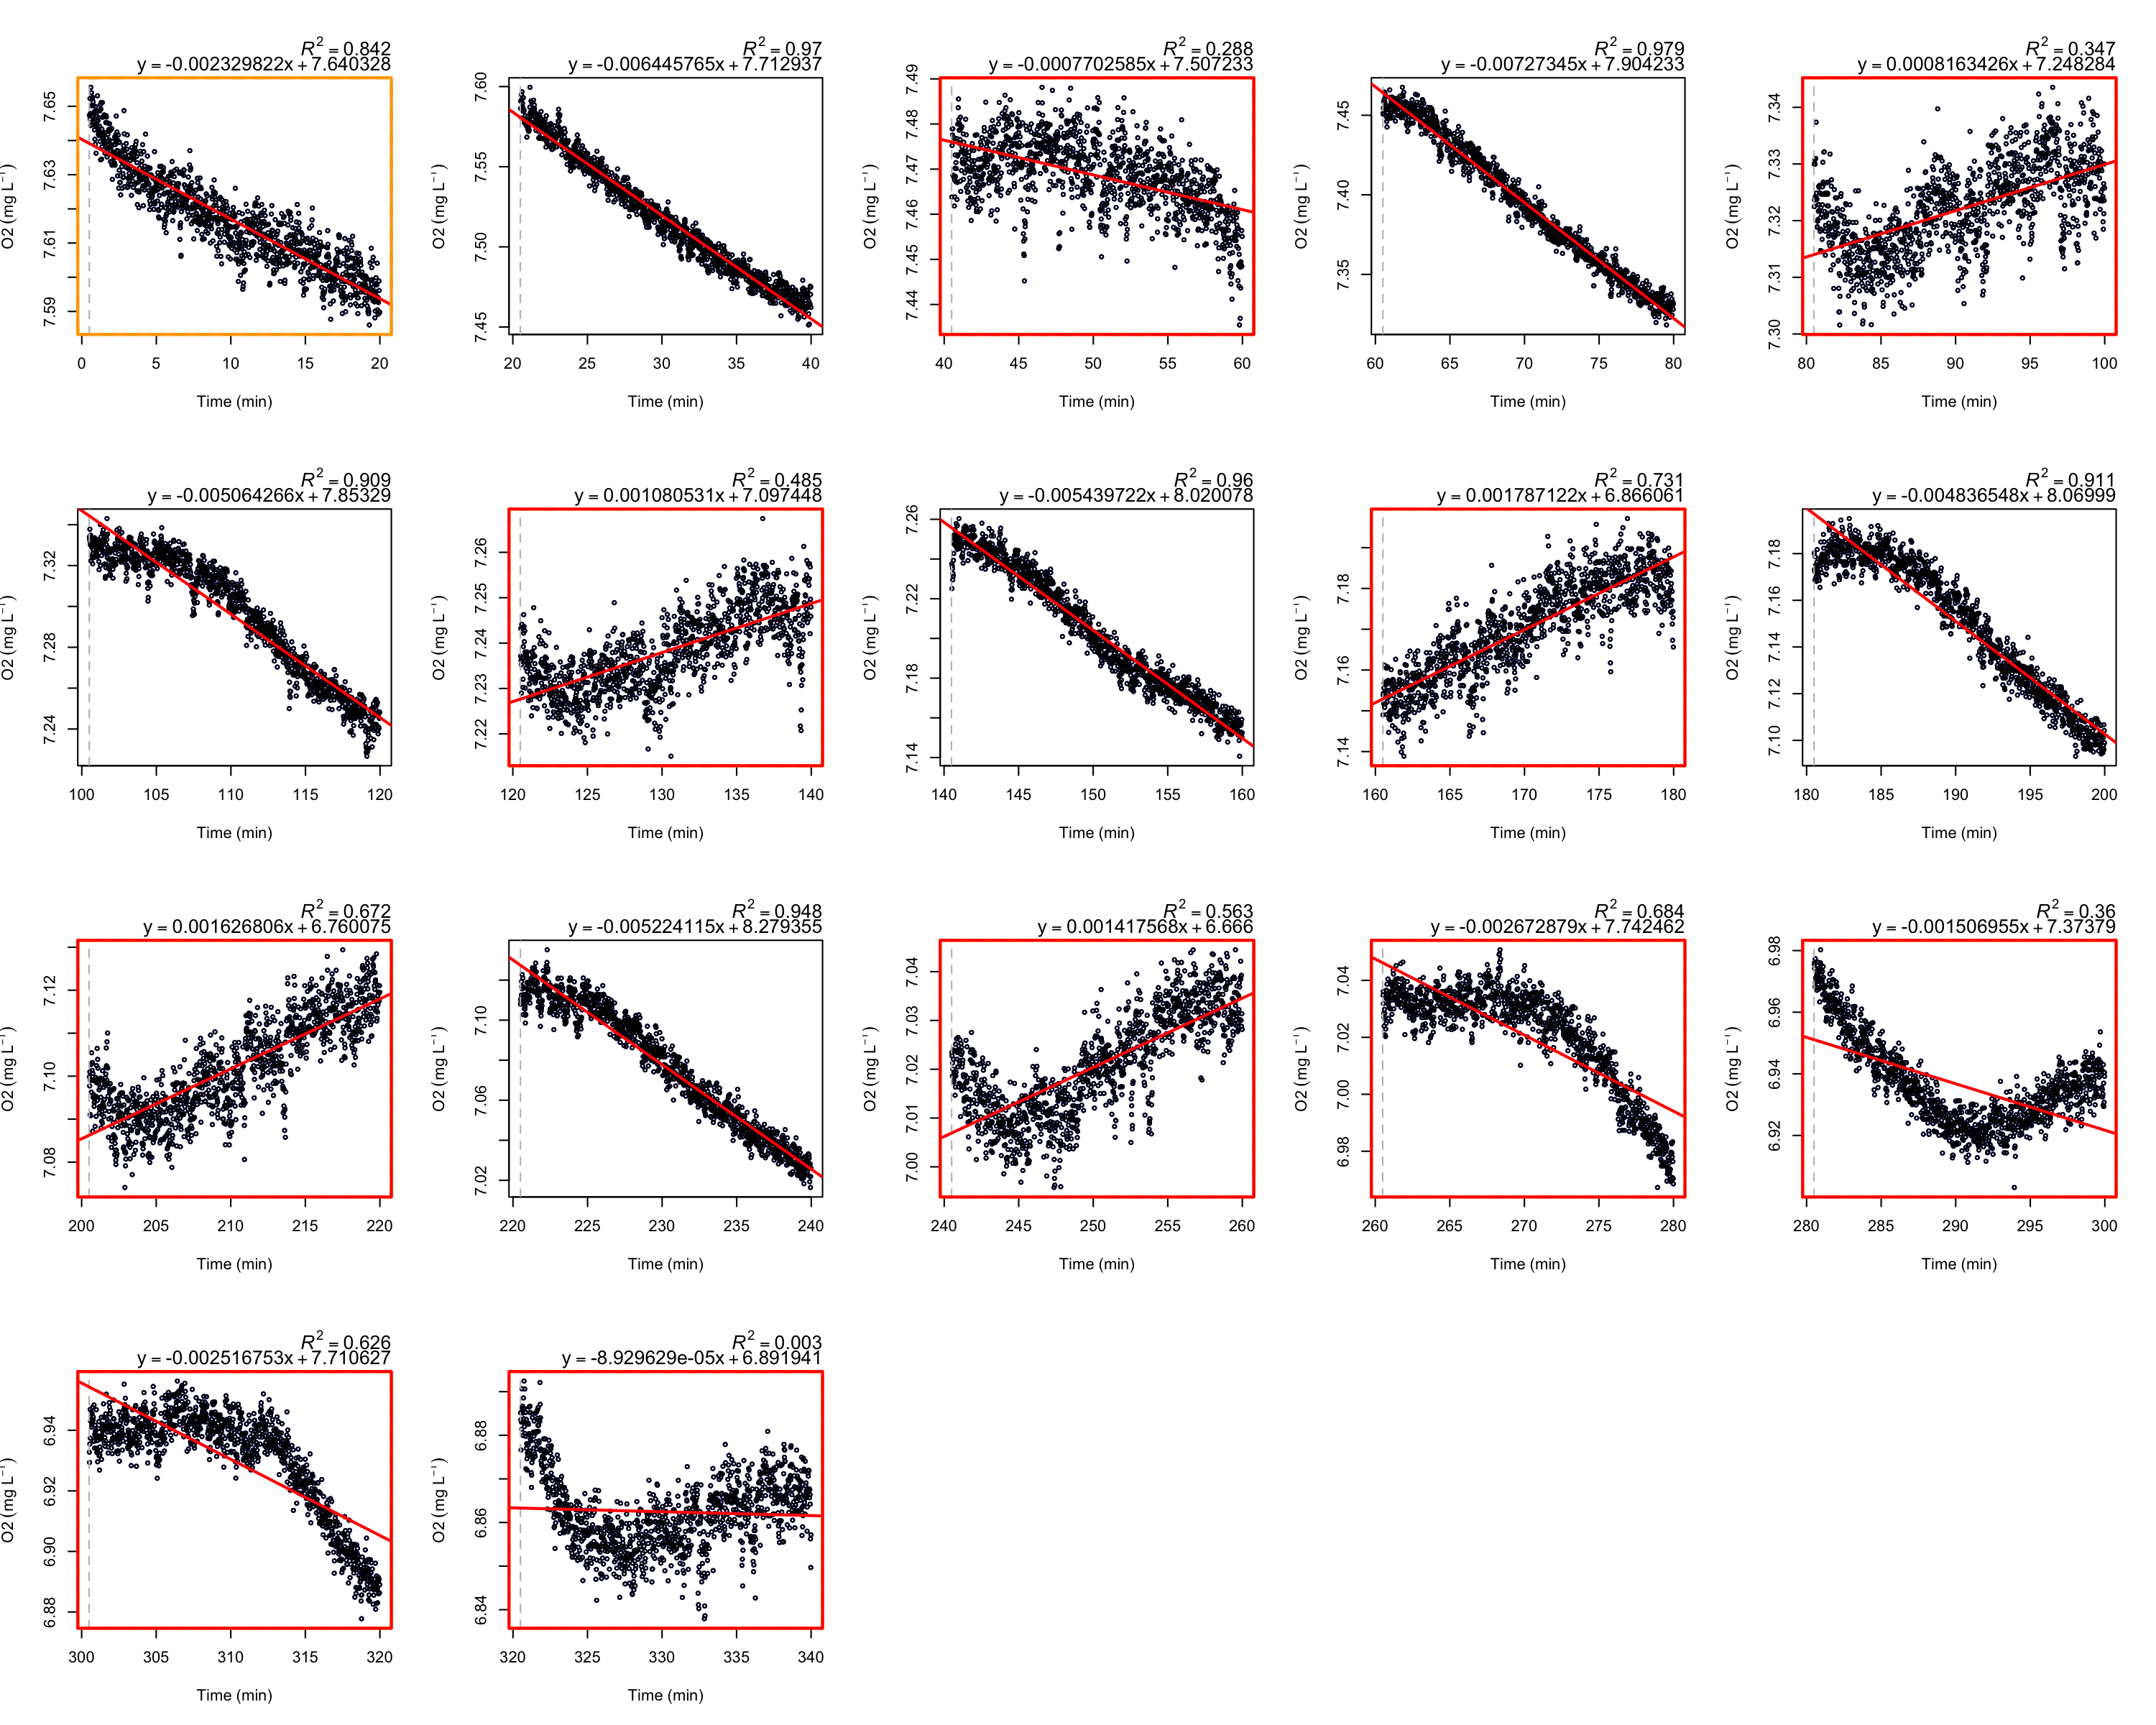 R² = 0.842
y = -0.002329822x + 7.640328
O2 (mg L⁻¹)
7.59 7.61 7.63 7.65
0 5 10 15 20
Time (min)
R² = 0.97
y = -0.006445765x + 7.712937
O2 (mg L⁻¹)
7.45 7.50 7.55 7.60
20 25 30 35 40
Time (min)
R² = 0.288
y = -0.0007702585x + 7.507233
O2 (mg L⁻¹)
7.44 7.45 7.46 7.47 7.48 7.49
40 45 50 55 60
Time (min)
R² = 0.979
y = -0.00727345x + 7.904233
O2 (mg L⁻¹)
7.35 7.40 7.45
60 65 70 75 80
Time (min)
R² = 0.347
y = 0.0008163426x + 7.248284
O2 (mg L⁻¹)
7.30 7.31 7.32 7.33 7.34
80 85 90 95 100
Time (min)
R² = 0.909
y = -0.005064266x + 7.85329
O2 (mg L⁻¹)
7.24 7.28 7.32
100 105 110 115 120
Time (min)
R² = 0.485
y = 0.001080531x + 7.097448
O2 (mg L⁻¹)
7.22 7.23 7.24 7.25 7.26
120 125 130 135 140
Time (min)
R² = 0.96
y = -0.005439722x + 8.020078
O2 (mg L⁻¹)
7.14 7.18 7.22 7.26
140 145 150 155 160
Time (min)
R² = 0.731
y = 0.001787122x + 6.866061
O2 (mg L⁻¹)
7.14 7.16 7.18
160 165 170 175 180
Time (min)
R² = 0.911
y = -0.004836548x + 8.06999
O2 (mg L⁻¹)
7.10 7.12 7.14 7.16 7.18
180 185 190 195 200
Time (min)
R² = 0.672
y = 0.001626806x + 6.760075
O2 (mg L⁻¹)
7.08 7.10 7.12
200 205 210 215 220
Time (min)
R² = 0.948
y = -0.005224115x + 8.279355
O2 (mg L⁻¹)
7.02 7.06 7.10
220 225 230 235 240
Time (min)
R² = 0.563
y = 0.001417568x + 6.666
O2 (mg L⁻¹)
7.00 7.01 7.02 7.03 7.04
240 245 250 255 260
Time (min)
R² = 0.684
y = -0.002672879x + 7.742462
O2 (mg L⁻¹)
6.98 7.00 7.02 7.04
260 265 270 275 280
Time (min)
R² = 0.36
y = -0.001506955x + 7.37379
O2 (mg L⁻¹)
6.92 6.94 6.96 6.98
280 285 290 295 300
Time (min)
R² = 0.626
y = -0.002516753x + 7.710627
O2 (mg L⁻¹)
6.88 6.90 6.92 6.94
300 305 310 315 320
Time (min)
R² = 0.003
y = -8.929629e-05x + 6.891941
O2 (mg L⁻¹)
6.84 6.86 6.88
320 325 330 335 340
Time (min)